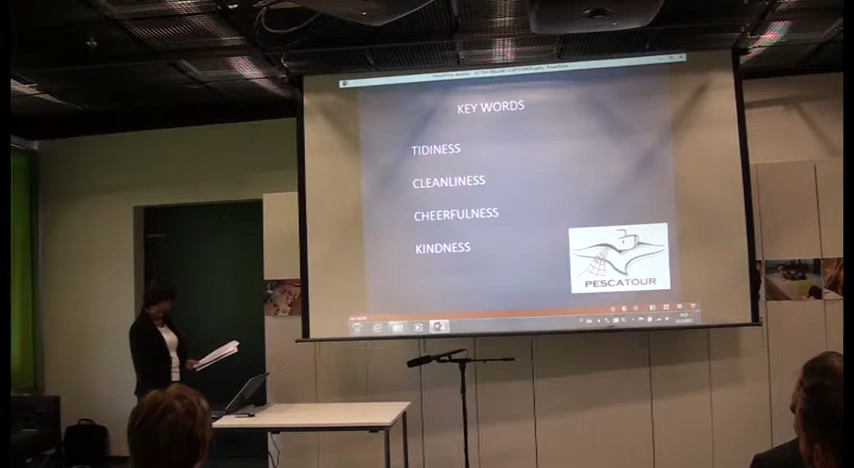 KEY WORDS
TIDINESS
CLEANLINESS
CHEERFULNESS
KINDNESS
PESCATOUR